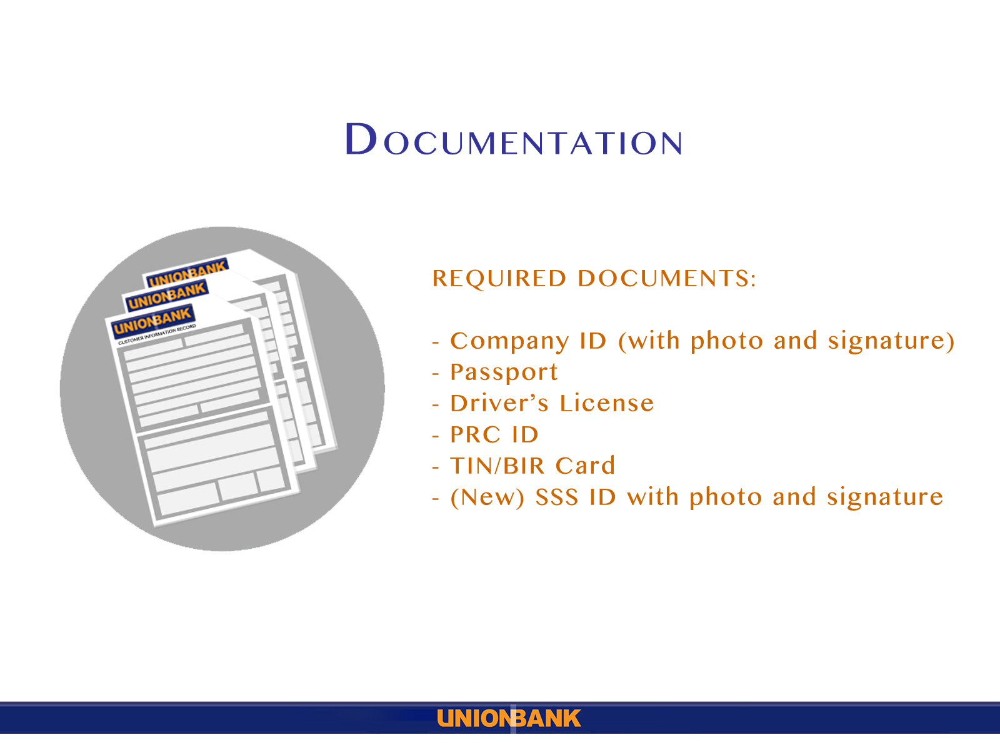 DOCUMENTATION
UNIONBANK
UNIONBANK
UNIONBANK
CUSTOMER INFORMATION RECORD
REQUIRED DOCUMENTS:
- Company ID (with photo and signature)
- Passport
- Driver’s License
- PRC ID
- TIN/BIR Card
- (New) SSS ID with photo and signature
UNIONBANK